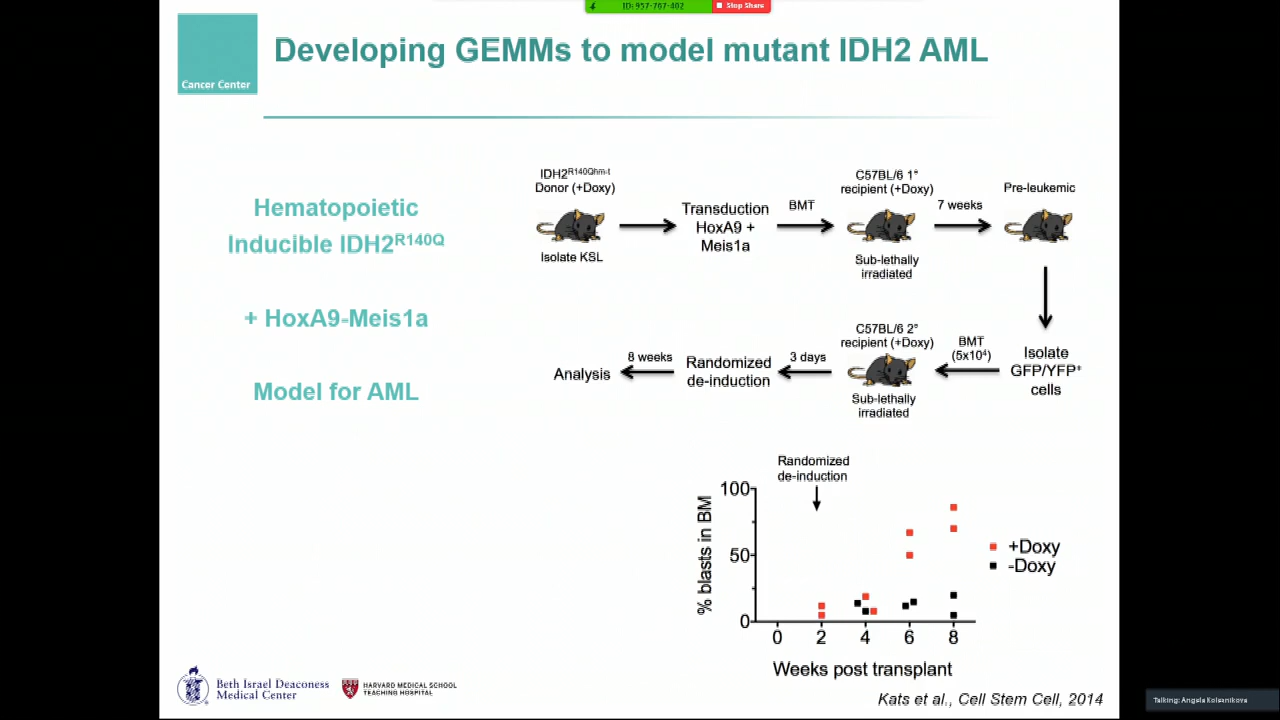 ID: 957-767-402
Stop Share
Cancer Center
Developing GEMMs to model mutant IDH2 AML
Hematopoietic
Inducible IDH2R140Q
+ HoxA9-Meis1a
Model for AML
Donor (+Doxy)
Isolate KSL
Transduction
HoxA9 +
Meis1a
BMT
C57BL/6 1°
recipient (+Doxy)
Sub-lethally
irradiated
7 weeks
Pre-leukemic
Isolate
GFP/YFP+
cells
BMT
(5x10⁴)
C57BL/6 2°
recipient (+Doxy)
Sub-lethally
irradiated
3 days
Randomized
de-induction
8 weeks
Analysis
Randomized
de-induction
% blasts in BM
100
50
0
0 2 4 6 8
Weeks post transplant
+Doxy
-Doxy
Beth Israel Deaconess
Medical Center
HARVARD MEDICAL SCHOOL
TEACHING HOSPITAL
Kats et al., Cell Stem Cell, 2014
Talking: Angela Kolesnikova